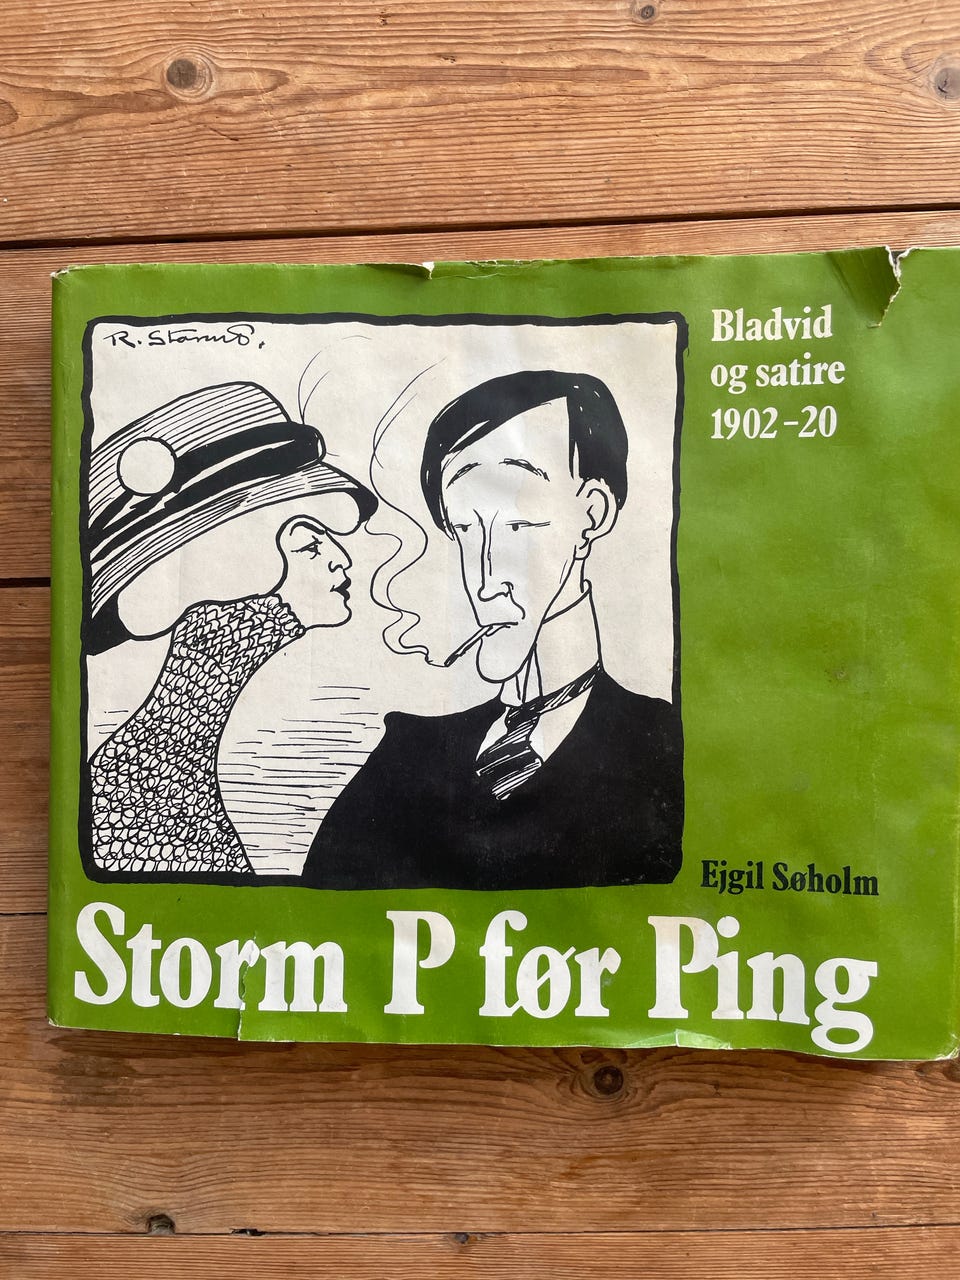 R. Storm P.
Bladvid
og satire
1902-20
Ejgil Søholm
Storm P før Ping